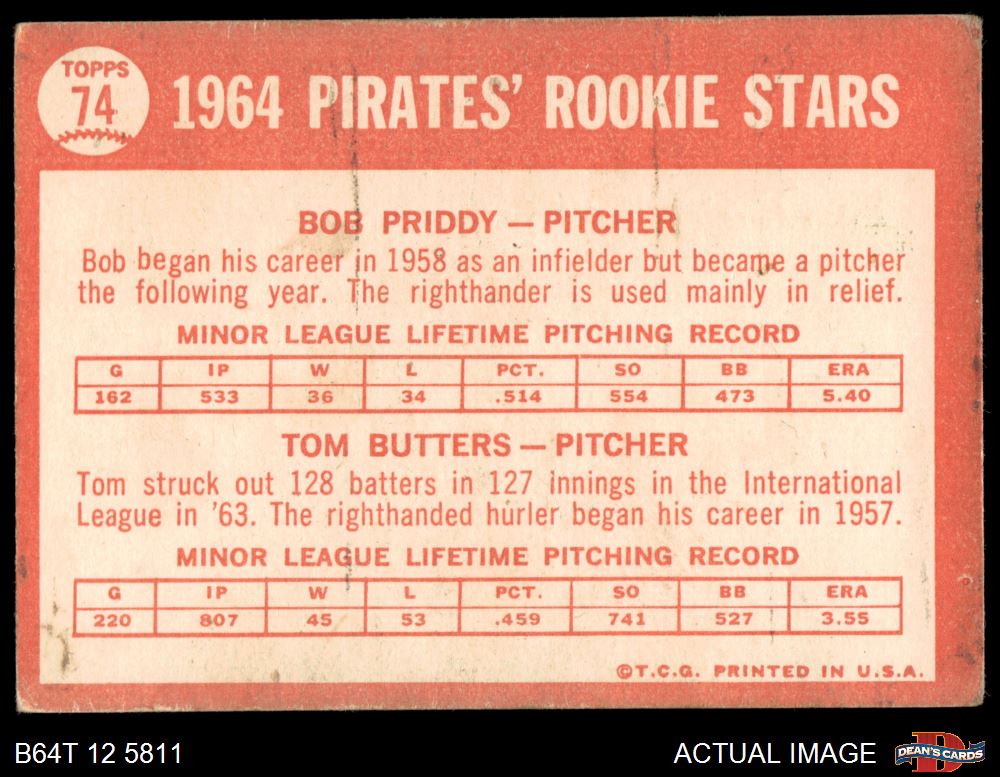 TOPPS
74
1964 PIRATES' ROOKIE STARS
BOB PRIDDY — PITCHER
Bob began his career in 1958 as an infielder but became a pitcher
the following year. The righthander is used mainly in relief.
MINOR LEAGUE LIFETIME PITCHING RECORD
G IP W L PCT. SO BB ERA
162 533 36 34 .514 554 473 5.40
TOM BUTTERS — PITCHER
Tom struck out 128 batters in 127 innings in the International
League in '63. The righthanded hurler began his career in 1957.
MINOR LEAGUE LIFETIME PITCHING RECORD
G IP W L PCT. SO BB ERA
220 807 45 53 .459 741 527 3.55
©T.C.G. PRINTED IN U.S.A.
B64T 12 5811
ACTUAL IMAGE
D
DEAN'S CARDS